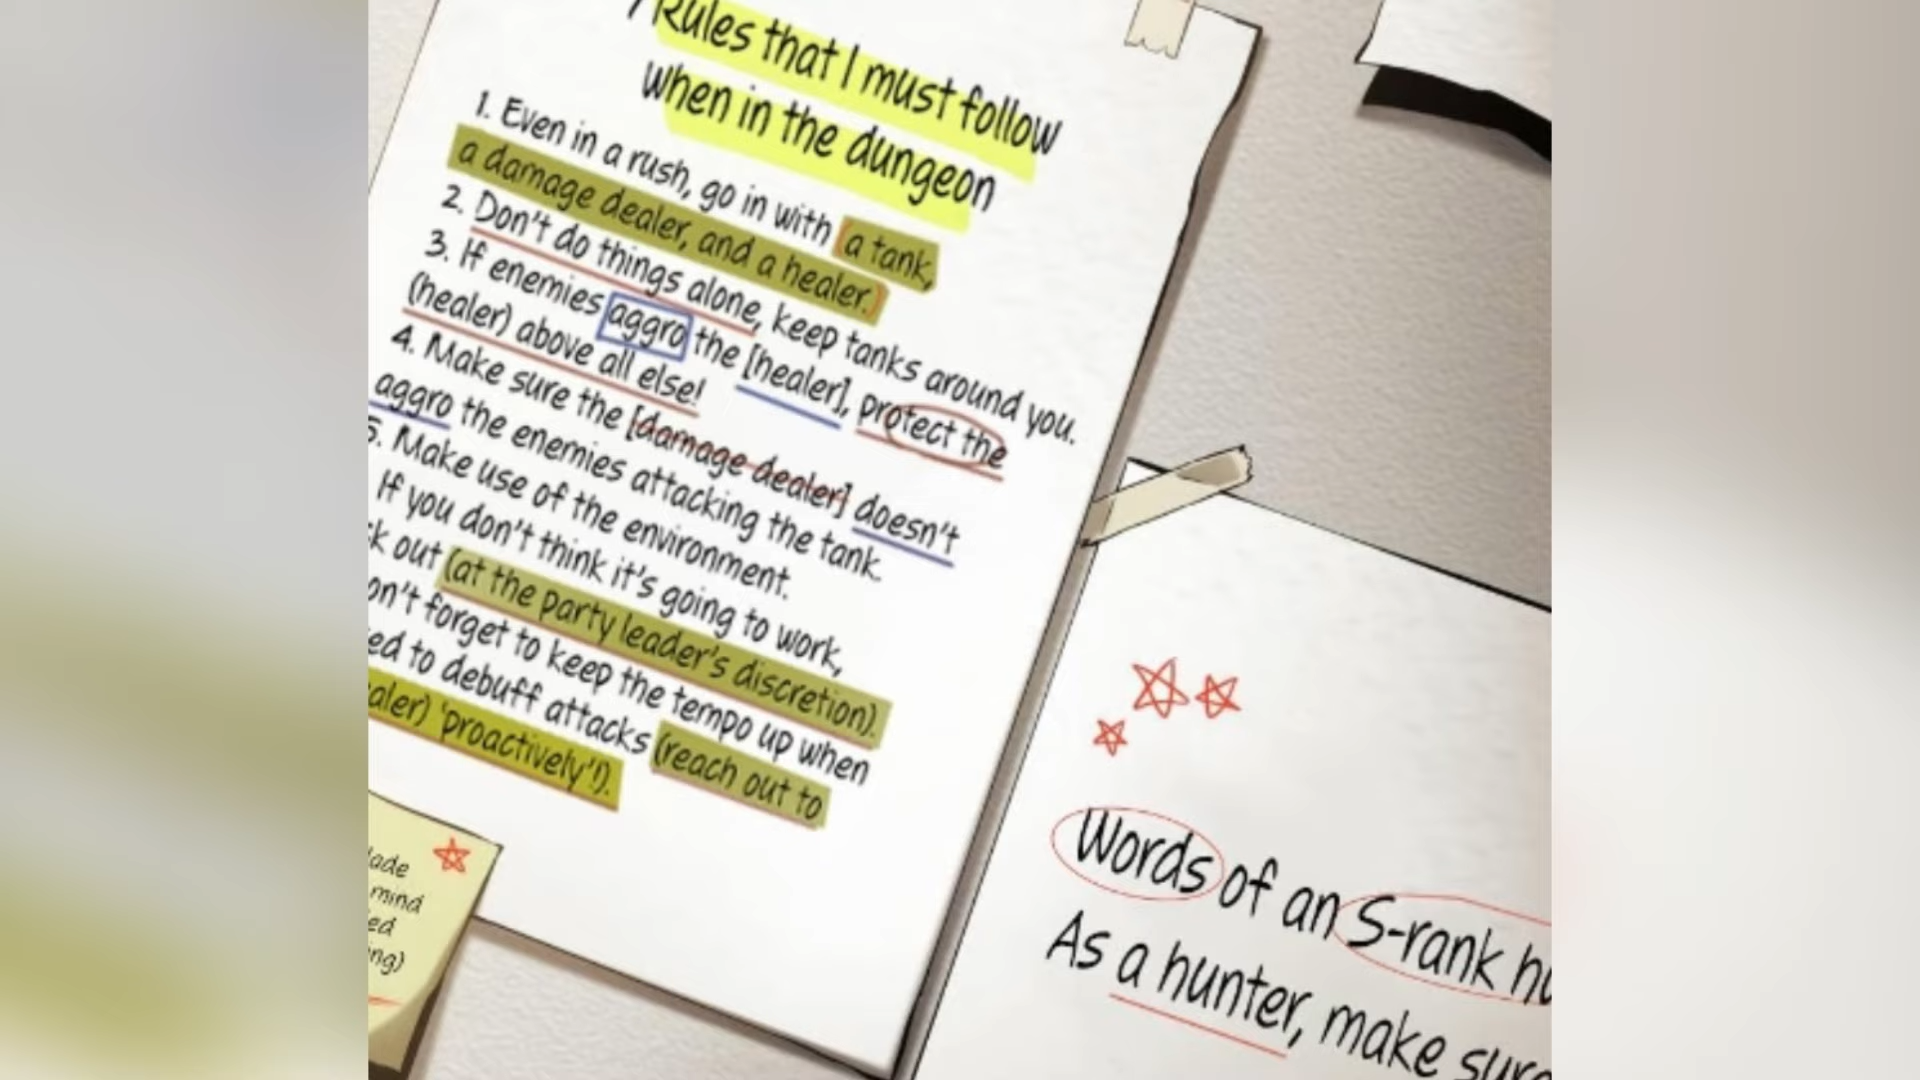 7 Rules that I must follow
when in the dungeon
1. Even in a rush, go in with a tank,
a damage dealer, and a healer.)
2. Don't do things alone, keep tanks around you.
3. If enemies aggro the [healer], protect the
(healer) above all else!
4. Make sure the [damage dealer] doesn't
aggro the enemies attacking the tank.
5. Make use of the environment.
If you don't think it's going to work,
k out (at the party leader's discretion).
on't forget to keep the tempo up when
ed to debuff attacks (reach out to
aler) 'proactively'!).
lade
mind
ed
ing)
Words of an S-rank hu
As a hunter, make sure